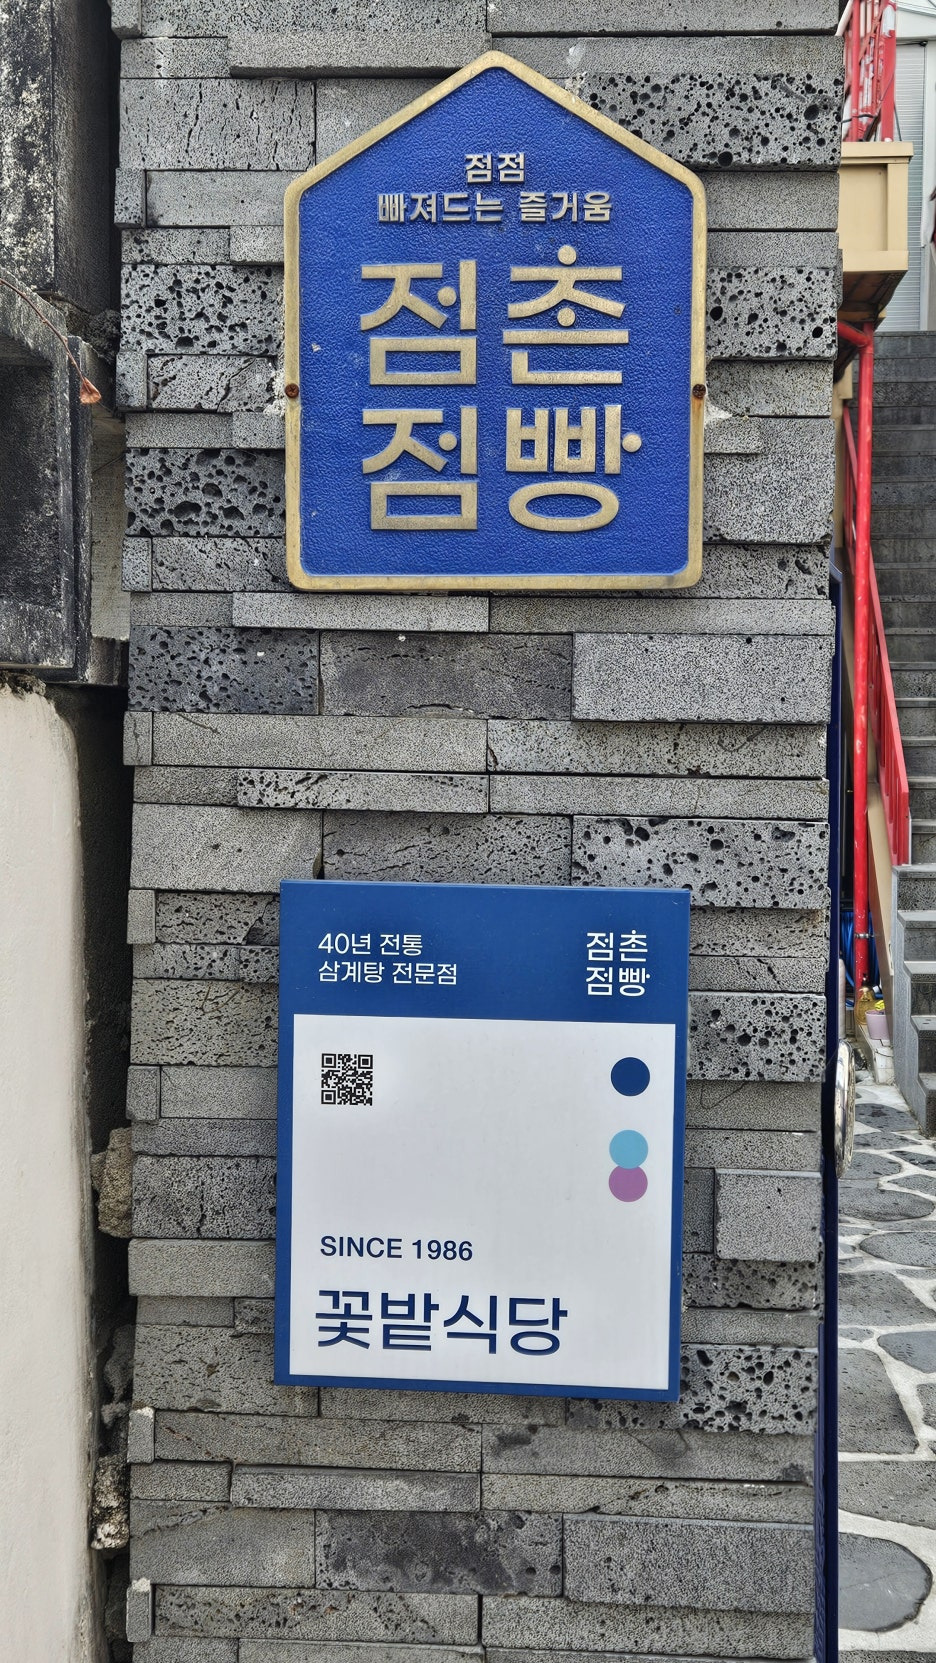 점점
빠져드는 즐거움
점촌
점빵
40년 전통
삼계탕 전문점
점촌
점빵
SINCE 1986
꽃밭식당